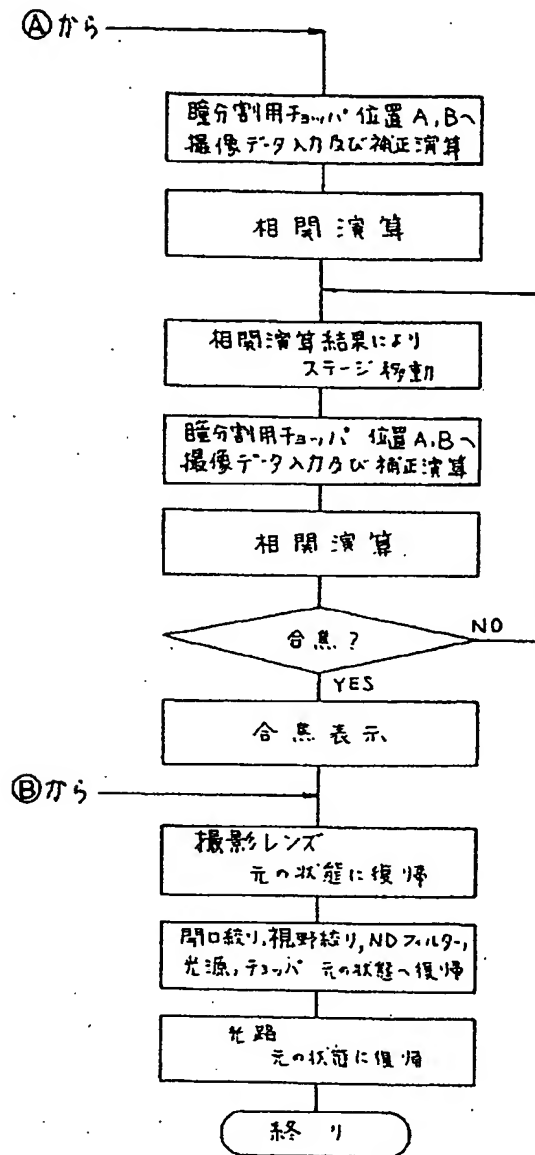 Ⓐから
瞳分割用チョッパ 位置A,Bへ
撮像データ入力及び補正演算
相関演算
相関演算結果により
ステージ移動
瞳分割用チョッパ 位置A,Bへ
撮像データ入力及び補正演算
相関演算
合焦?
NO
YES
合焦表示
Ⓑから
撮影レンズ
元の状態に復帰
開口絞り,視野絞り,NDフィルター,
光源,チョッパ 元の状態へ復帰
光路
元の状態に復帰
終り